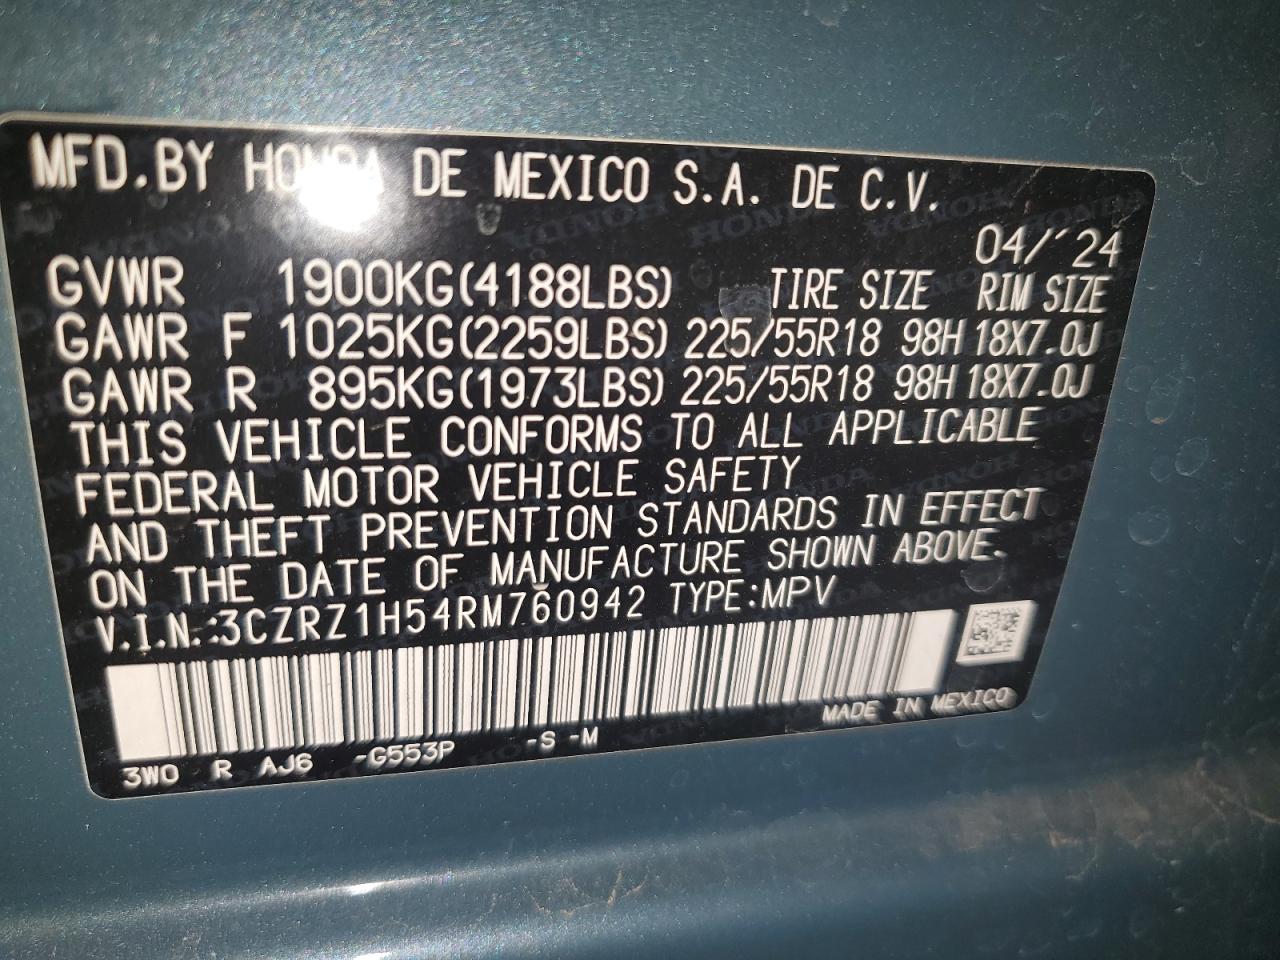 MFD.BY HONDA DE MEXICO S.A. DE C.V.
04/'24
GVWR 1900KG(4188LBS) TIRE SIZE RIM SIZE
GAWR F 1025KG(2259LBS) 225/55R18 98H 18X7.0J
GAWR R 895KG(1973LBS) 225/55R18 98H 18X7.0J
THIS VEHICLE CONFORMS TO ALL APPLICABLE
FEDERAL MOTOR VEHICLE SAFETY
AND THEFT PREVENTION STANDARDS IN EFFECT
ON THE DATE OF MANUFACTURE SHOWN ABOVE.
V.I.N.:3CZRZ1H54RM760942 TYPE:MPV
MADE IN MEXICO
3WO R AJ6 -G553P -S -M